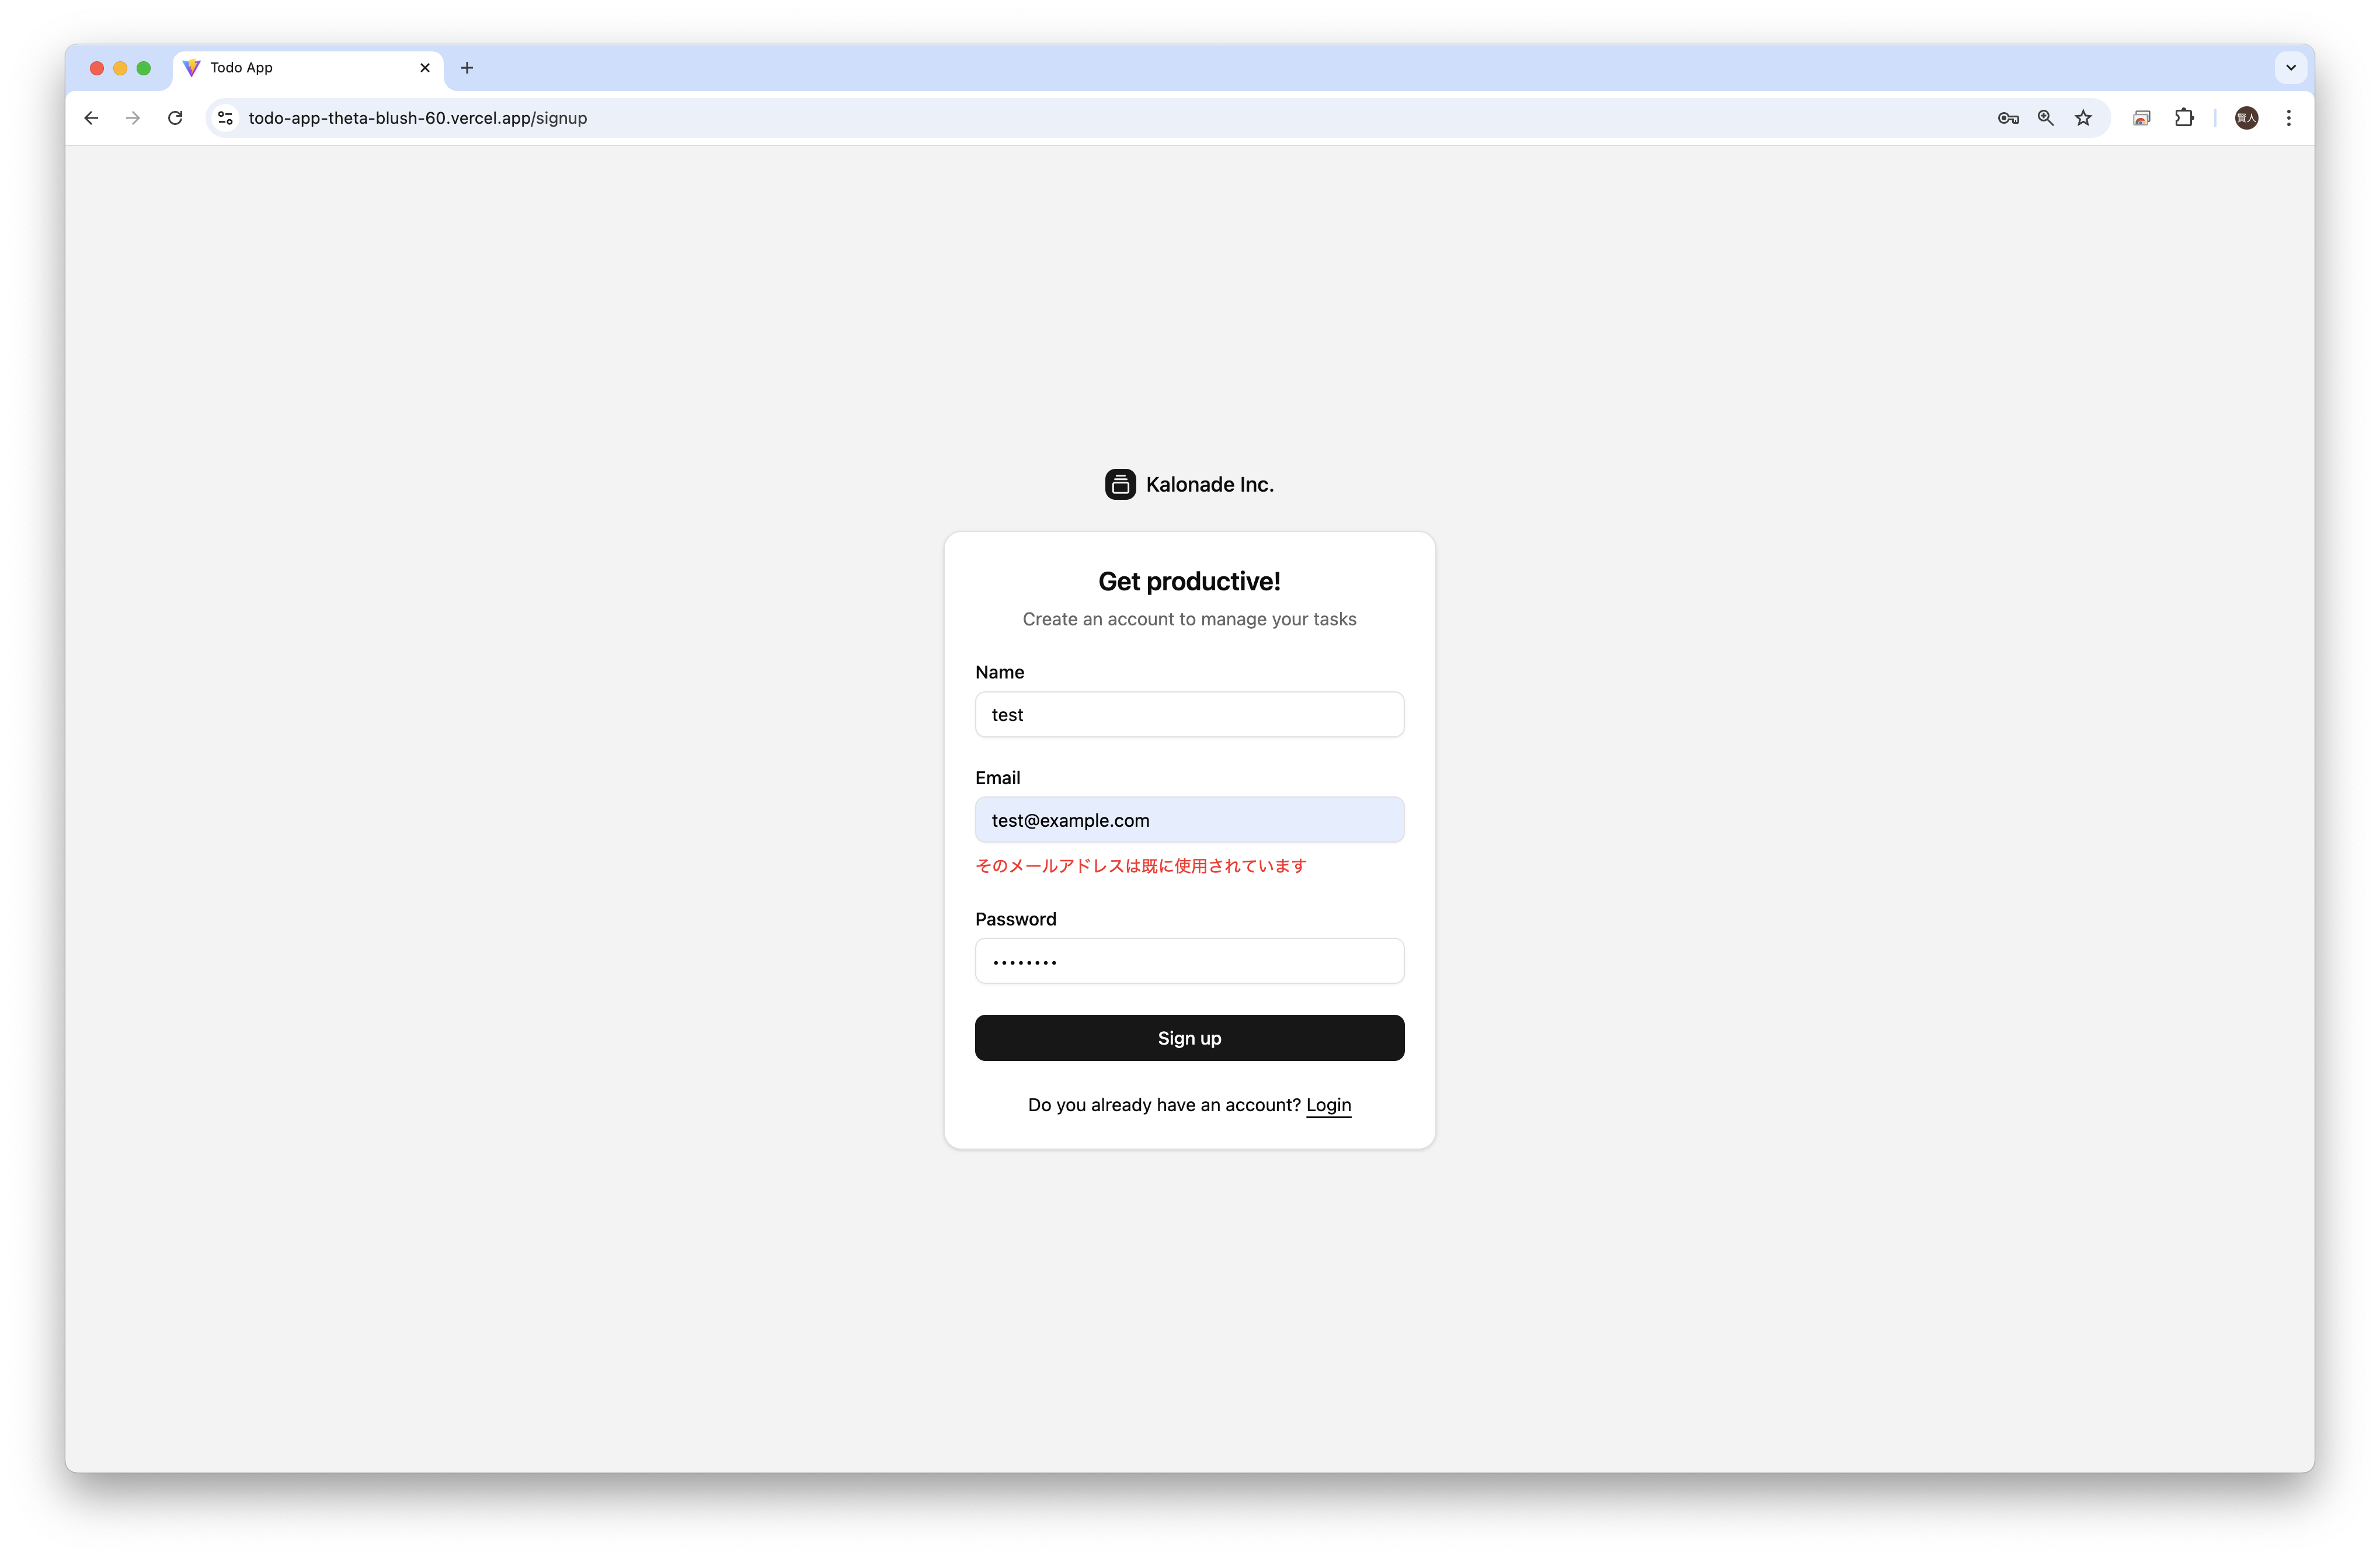 Todo App
todo-app-theta-blush-60.vercel.app/signup
賢人
Kalonade Inc.
Get productive!
Create an account to manage your tasks
Name
test
Email
test@example.com
そのメールアドレスは既に使用されています
Password
••••••••
Sign up
Do you already have an account? Login